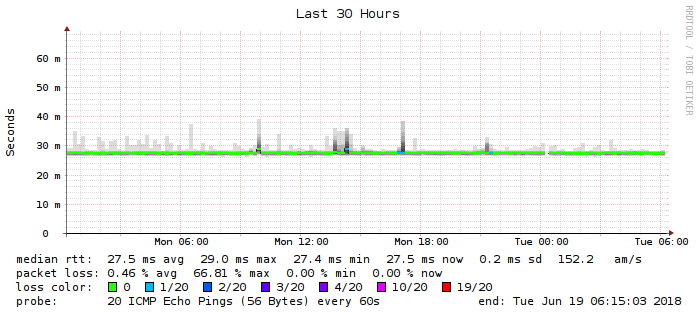 Last 30 Hours
RRDTOOL / TOBI OETIKER
Seconds
60 m
50 m
40 m
30 m
20 m
10 m
0
Mon 06:00 Mon 12:00 Mon 18:00 Tue 00:00 Tue 06:00
median rtt: 27.5 ms avg 29.0 ms max 27.4 ms min 27.5 ms now 0.2 ms sd 152.2 am/s
packet loss: 0.46 % avg 66.81 % max 0.00 % min 0.00 % now
loss color: 0 1/20 2/20 3/20 4/20 10/20 19/20
probe: 20 ICMP Echo Pings (56 Bytes) every 60s end: Tue Jun 19 06:15:03 2018